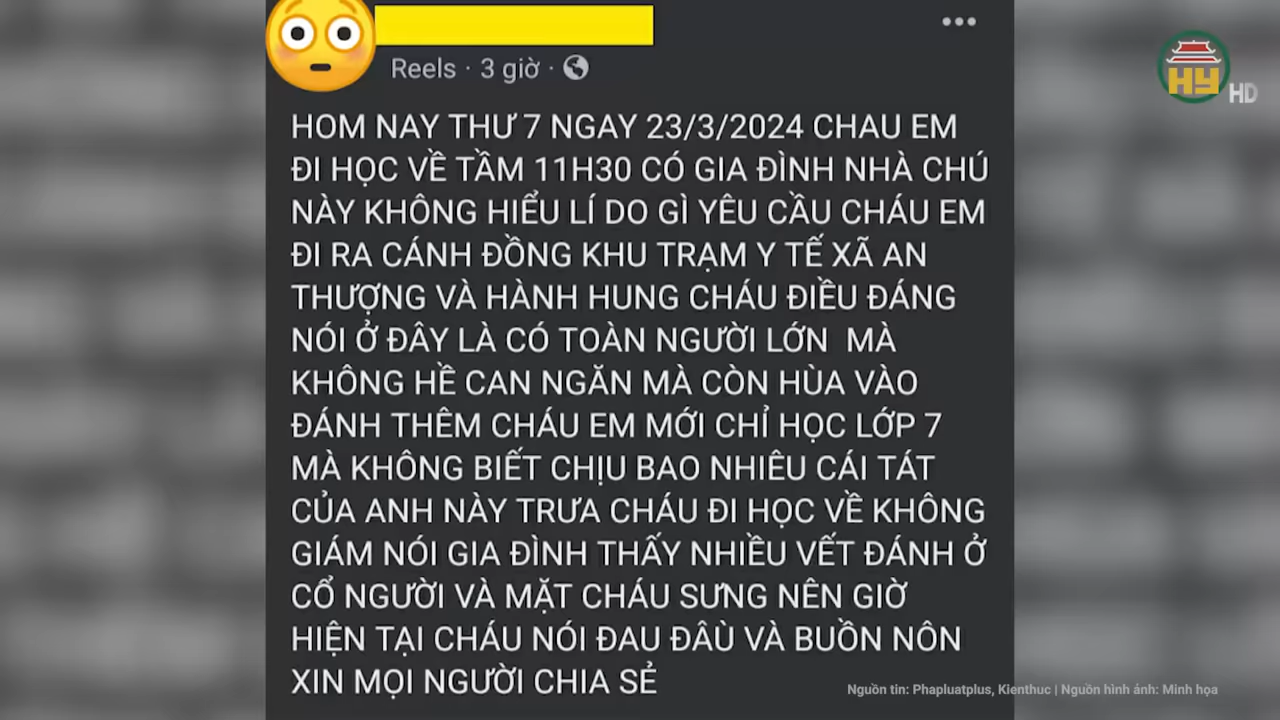 Reels · 3 giờ ·
HY HD
HOM NAY THƯ 7 NGAY 23/3/2024 CHAU EM
ĐI HỌC VỀ TẦM 11H30 CÓ GIA ĐÌNH NHÀ CHÚ
NÀY KHÔNG HIỂU LÍ DO GÌ YÊU CẦU CHÁU EM
ĐI RA CÁNH ĐỒNG KHU TRẠM Y TẾ XÃ AN
THƯỢNG VÀ HÀNH HUNG CHÁU ĐIỀU ĐÁNG
NÓI Ở ĐÂY LÀ CÓ TOÀN NGƯỜI LỚN  MÀ
KHÔNG HỀ CAN NGĂN MÀ CÒN HÙA VÀO
ĐÁNH THÊM CHÁU EM MỚI CHỈ HỌC LỚP 7
MÀ KHÔNG BIẾT CHỊU BAO NHIÊU CÁI TÁT
CỦA ANH NÀY TRƯA CHÁU ĐI HỌC VỀ KHÔNG
GIÁM NÓI GIA ĐÌNH THẤY NHIỀU VẾT ĐÁNH Ở
CỔ NGƯỜI VÀ MẶT CHÁU SƯNG NÊN GIỜ
HIỆN TẠI CHÁU NÓI ĐAU ĐÂÙ VÀ BUỒN NÔN
XIN MỌI NGƯỜI CHIA SẺ
Nguồn tin: Phapluatplus, Kienthuc | Nguồn hình ảnh: Minh họa